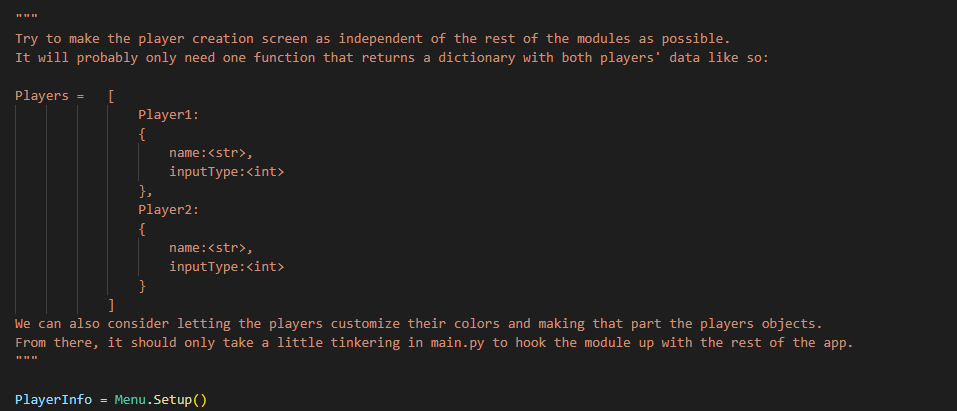 """
Try to make the player creation screen as independent of the rest of the modules as possible.
It will probably only need one function that returns a dictionary with both players' data like so:
Players =   [
Player1:
{
name:<str>,
inputType:<int>
},
Player2:
{
name:<str>,
inputType:<int>
}
]
We can also consider letting the players customize their colors and making that part the players objects.
From there, it should only take a little tinkering in main.py to hook the module up with the rest of the app.
"""
PlayerInfo = Menu.Setup()